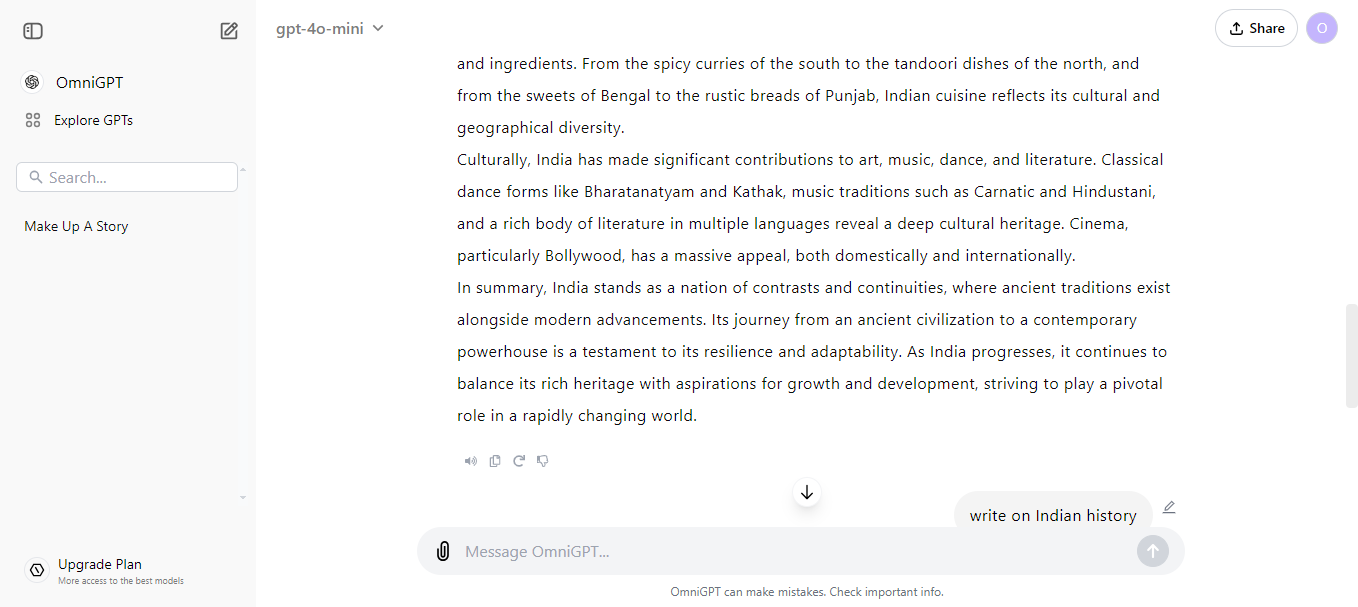 gpt-4o-mini
Share
O
OmniGPT
Explore GPTs
Search...
Make Up A Story
and ingredients. From the spicy curries of the south to the tandoori dishes of the north, and
from the sweets of Bengal to the rustic breads of Punjab, Indian cuisine reflects its cultural and
geographical diversity.
Culturally, India has made significant contributions to art, music, dance, and literature. Classical
dance forms like Bharatanatyam and Kathak, music traditions such as Carnatic and Hindustani,
and a rich body of literature in multiple languages reveal a deep cultural heritage. Cinema,
particularly Bollywood, has a massive appeal, both domestically and internationally.
In summary, India stands as a nation of contrasts and continuities, where ancient traditions exist
alongside modern advancements. Its journey from an ancient civilization to a contemporary
powerhouse is a testament to its resilience and adaptability. As India progresses, it continues to
balance its rich heritage with aspirations for growth and development, striving to play a pivotal
role in a rapidly changing world.
write on Indian history
Message OmniGPT...
Upgrade Plan
More access to the best models
OmniGPT can make mistakes. Check important info.